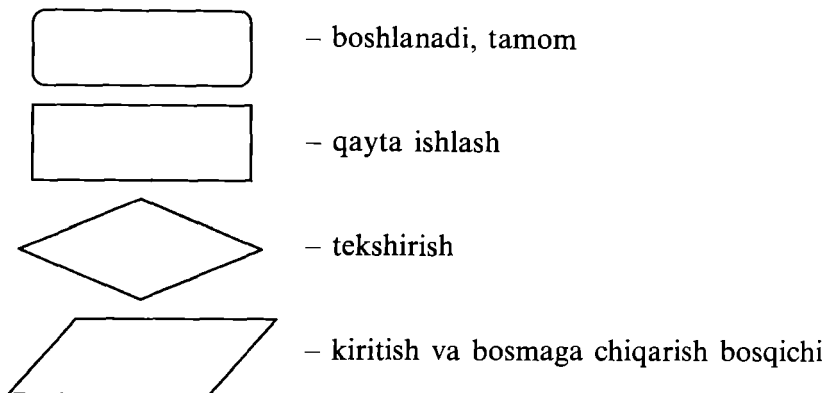 – boshlanadi, tamom
– qayta ishlash
– tekshirish
– kiritish va bosmaga chiqarish bosqichi